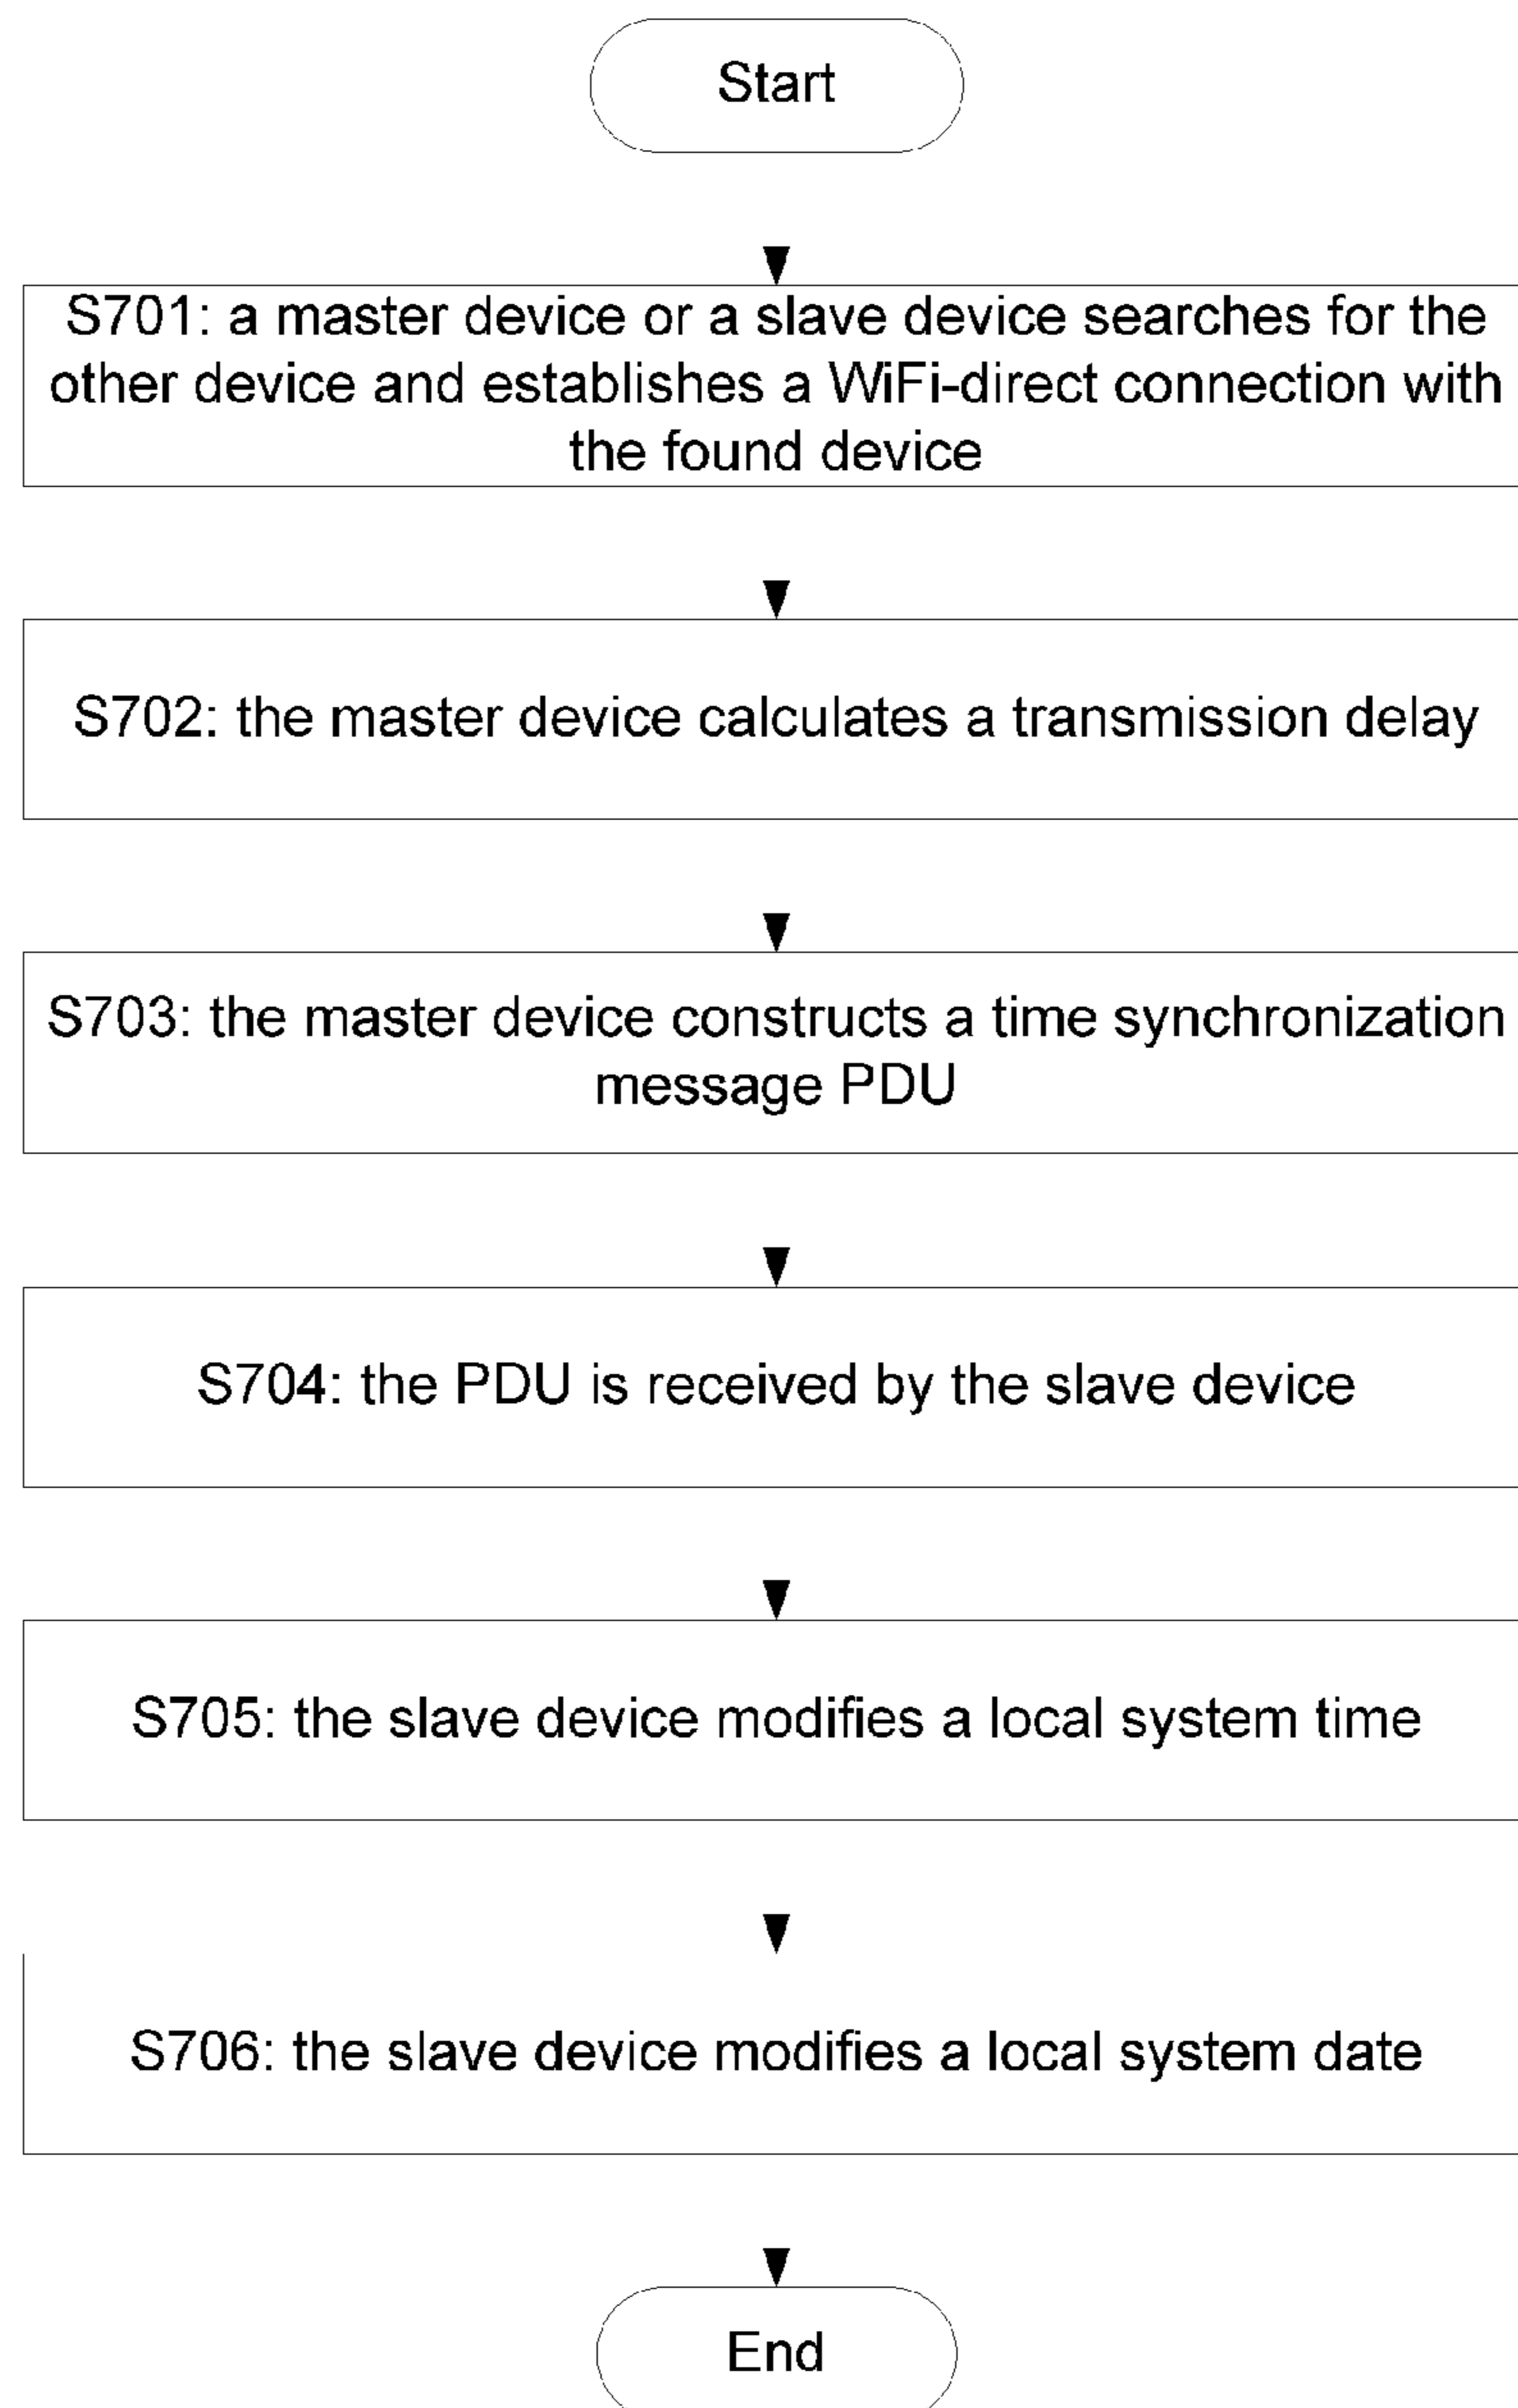 Start
S701: a master device or a slave device searches for the
other device and establishes a WiFi-direct connection with
the found device
S702: the master device calculates a transmission delay
S703: the master device constructs a time synchronization
message PDU
S704: the PDU is received by the slave device
S705: the slave device modifies a local system time
S706: the slave device modifies a local system date
End